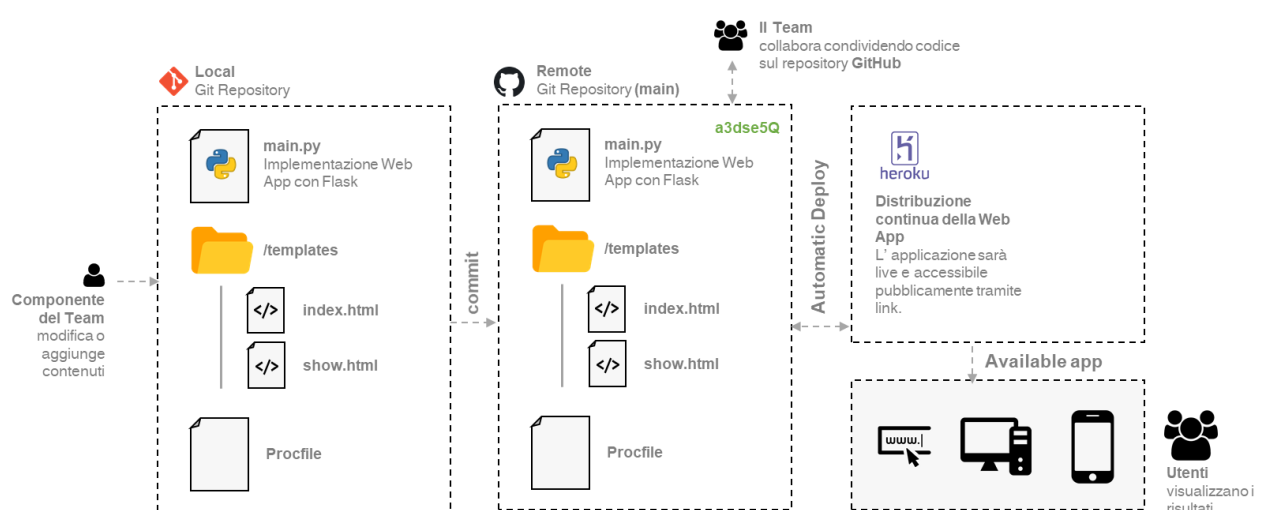 Il Team
collabora condividendo codice
sul repository GitHub
Local
Git Repository
Remote
Git Repository (main)
a3dse5Q
main.py
Implementazione Web
App con Flask
/templates
index.html
show.html
Procfile
main.py
Implementazione Web
App con Flask
/templates
index.html
show.html
Procfile
Componente
del Team
modifica o
aggiunge
contenuti
commit
Automatic Deploy
heroku
Distribuzione
continua della Web
App
L' applicazione sarà
live e accessibile
pubblicamente tramite
link.
Available app
www.
Utenti
visualizzano i
risultati